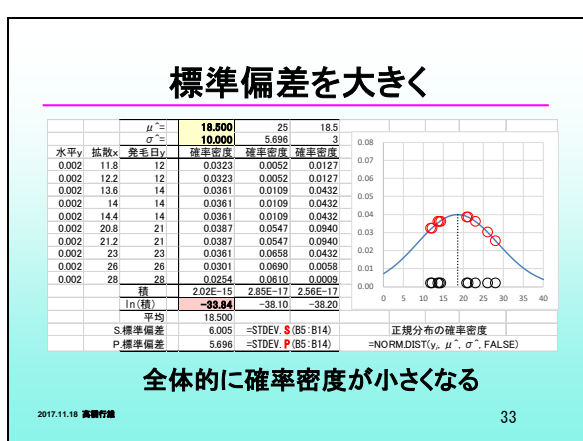 標準偏差を大きく
μ^= 18.500 25 18.5
σ^= 10.000 5.696 3
水平y 拡散x 発毛日y 確率密度 確率密度 確率密度
0.002 11.8 12 0.0323 0.0052 0.0127
0.002 12.2 12 0.0323 0.0052 0.0127
0.002 13.6 14 0.0361 0.0109 0.0432
0.002 14 14 0.0361 0.0109 0.0432
0.002 14.4 14 0.0361 0.0109 0.0432
0.002 20.8 21 0.0387 0.0547 0.0940
0.002 21.2 21 0.0387 0.0547 0.0940
0.002 23 23 0.0361 0.0658 0.0432
0.002 26 26 0.0301 0.0690 0.0058
0.002 28 28 0.0254 0.0610 0.0009
積 2.02E-15 2.85E-17 2.56E-17
ln(積) -33.84 -38.10 -38.20
平均 18.500
S.標準偏差 6.005 =STDEV.S(B5:B14)
P.標準偏差 5.696 =STDEV.P(B5:B14)
0.08
0.07
0.06
0.05
0.04
0.03
0.02
0.01
0.00
0 5 10 15 20 25 30 35 40
正規分布の確率密度
=NORM.DIST(yᵢ, μ^, σ^, FALSE)
全体的に確率密度が小さくなる
2017.11.18 高橋行雄
33